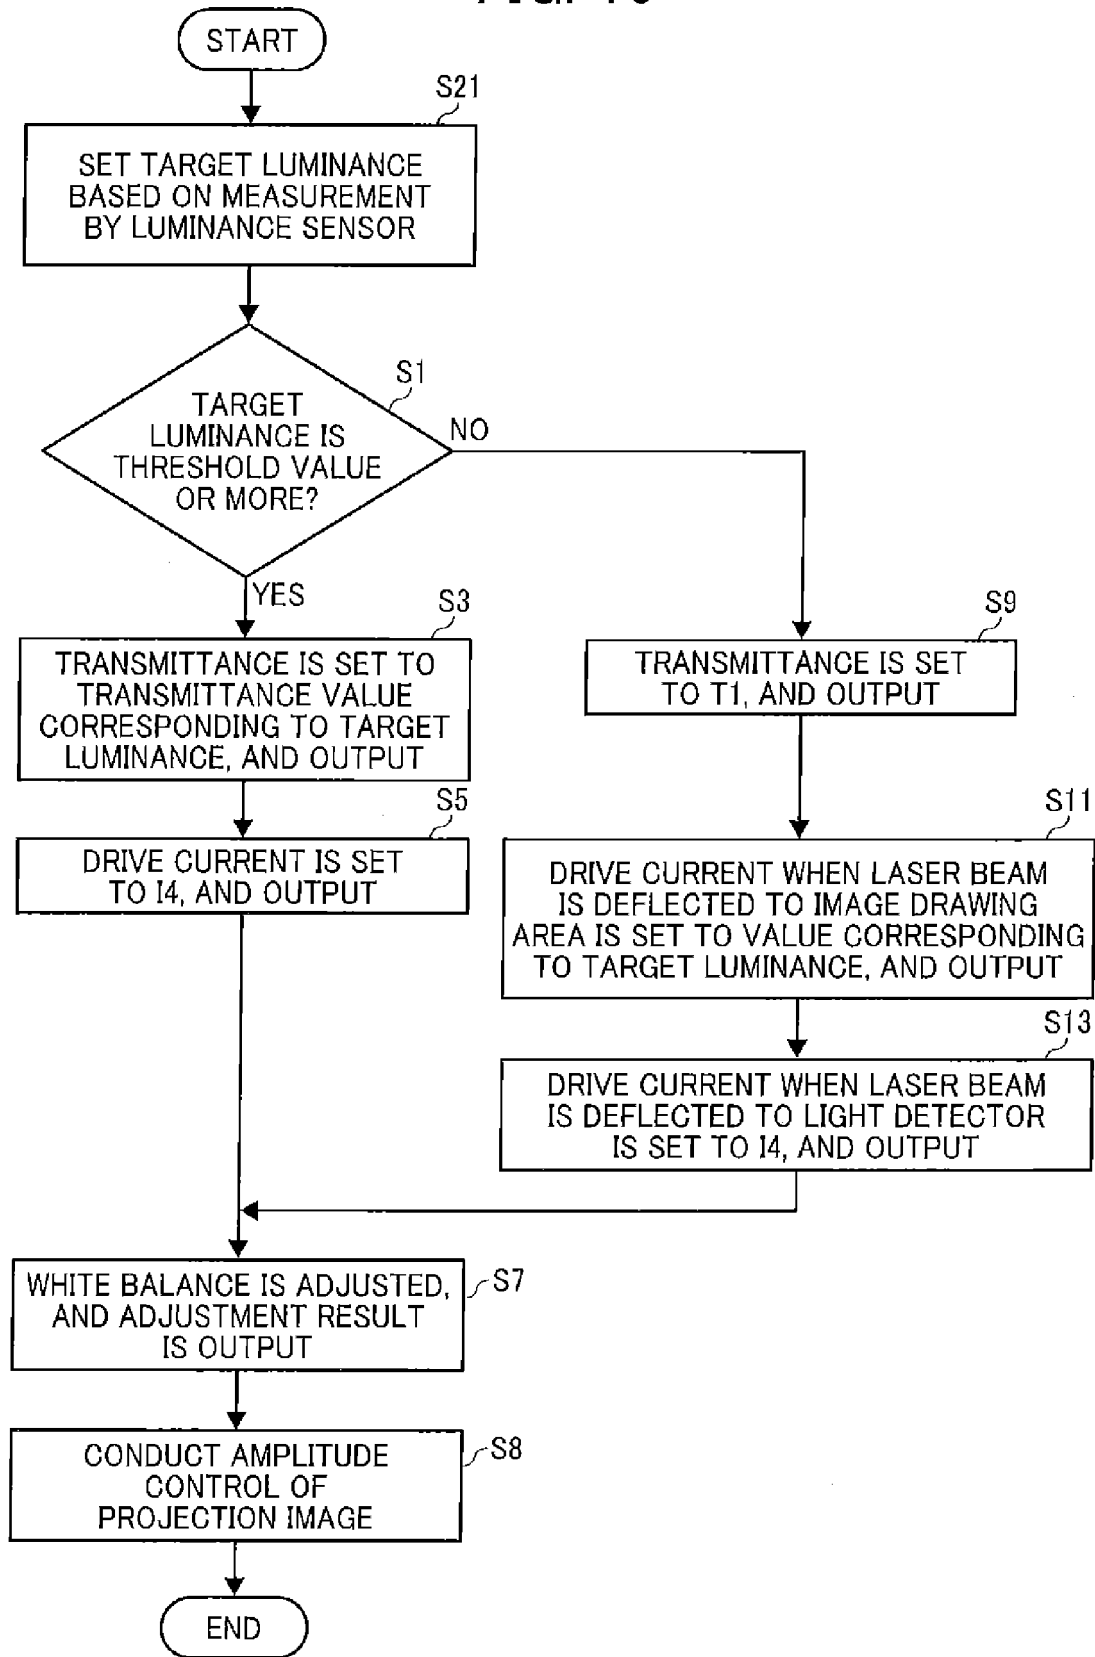 START
S21
SET TARGET LUMINANCE
BASED ON MEASUREMENT
BY LUMINANCE SENSOR
S1
TARGET
LUMINANCE IS
THRESHOLD VALUE
OR MORE?
NO
YES
S3
TRANSMITTANCE IS SET TO
TRANSMITTANCE VALUE
CORRESPONDING TO TARGET
LUMINANCE, AND OUTPUT
S5
DRIVE CURRENT IS SET
TO I4, AND OUTPUT
S9
TRANSMITTANCE IS SET
TO T1, AND OUTPUT
S11
DRIVE CURRENT WHEN LASER BEAM
IS DEFLECTED TO IMAGE DRAWING
AREA IS SET TO VALUE CORRESPONDING
TO TARGET LUMINANCE, AND OUTPUT
S13
DRIVE CURRENT WHEN LASER BEAM
IS DEFLECTED TO LIGHT DETECTOR
IS SET TO I4, AND OUTPUT
WHITE BALANCE IS ADJUSTED,
AND ADJUSTMENT RESULT
IS OUTPUT
S7
CONDUCT AMPLITUDE
CONTROL OF
PROJECTION IMAGE
S8
END